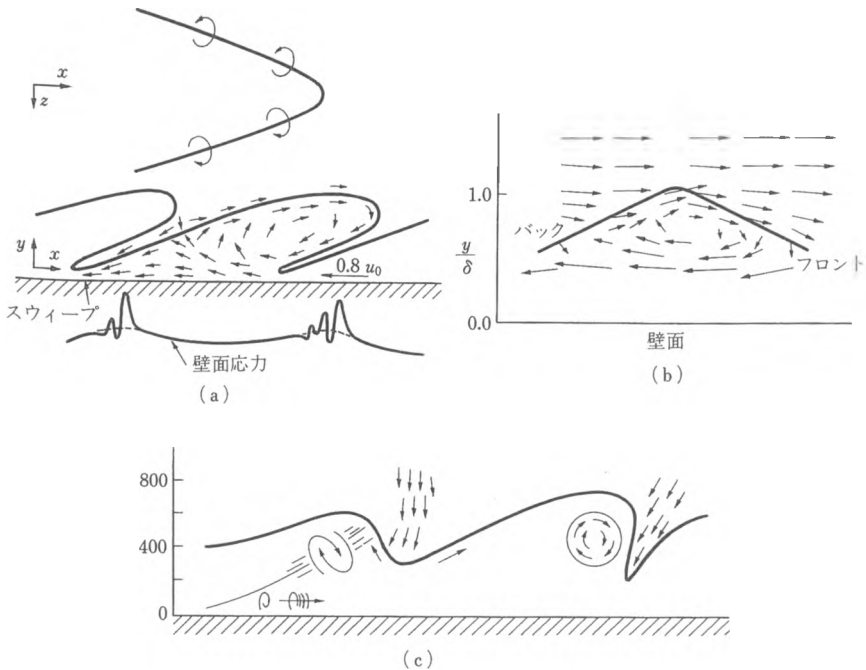 x
z
y
x
0.8 u₀
スウィープ
壁面応力
(a)
1.0
y/δ
0.0
バック
フロント
壁面
(b)
800
400
0
(c)